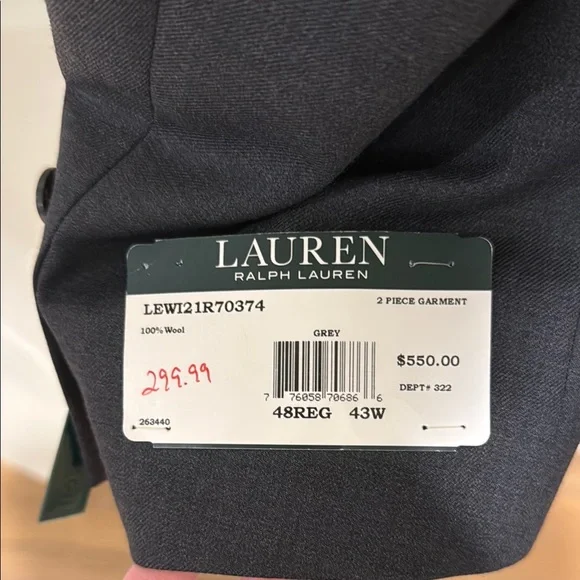 LAUREN
RALPH LAUREN
LEWI21R70374
2 PIECE GARMENT
100% Wool
GREY
299.99
$550.00
7 76058 70686 6
DEPT# 322
263440
48REG 43W